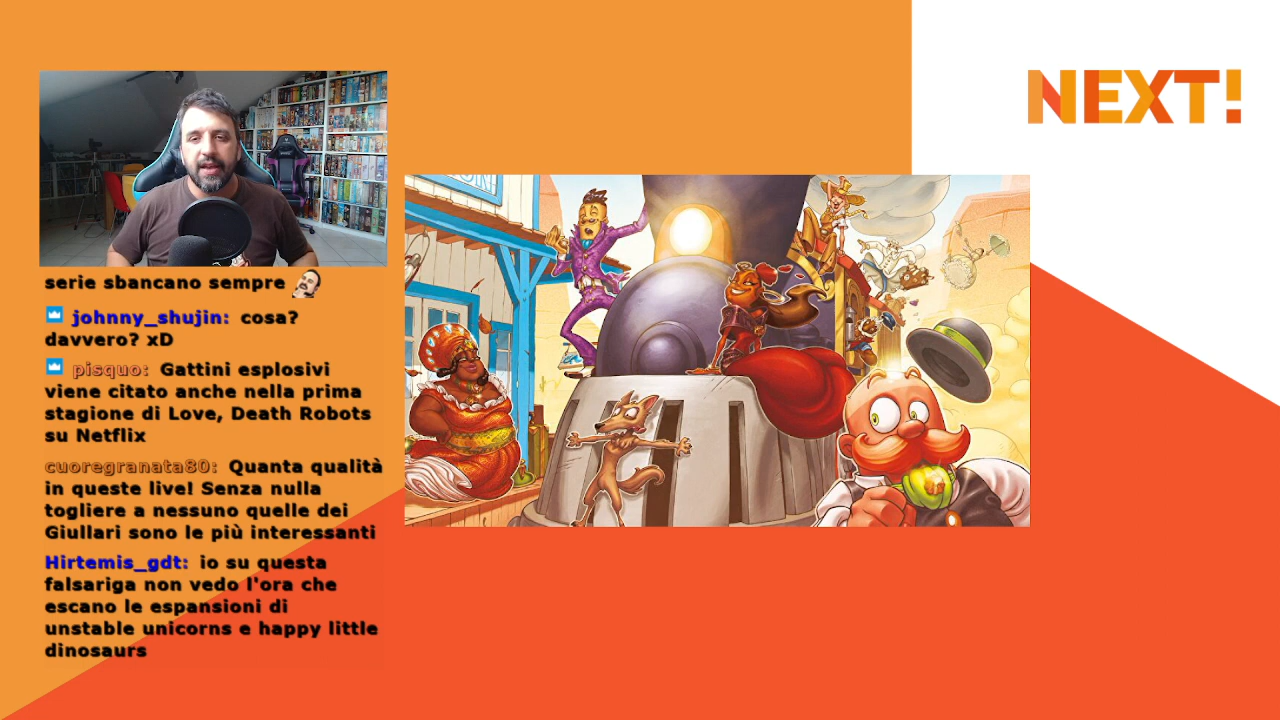 NEXT!
serie sbancano sempre
johnny_shujin: cosa?
davvero? xD
pisquo: Gattini esplosivi
viene citato anche nella prima
stagione di Love, Death Robots
su Netflix
cuoregranata80: Quanta qualità
in queste live! Senza nulla
togliere a nessuno quelle dei
Giullari sono le più interessanti
Hirtemis_gdt: io su questa
falsariga non vedo l'ora che
escano le espansioni di
unstable unicorns e happy little
dinosaurs